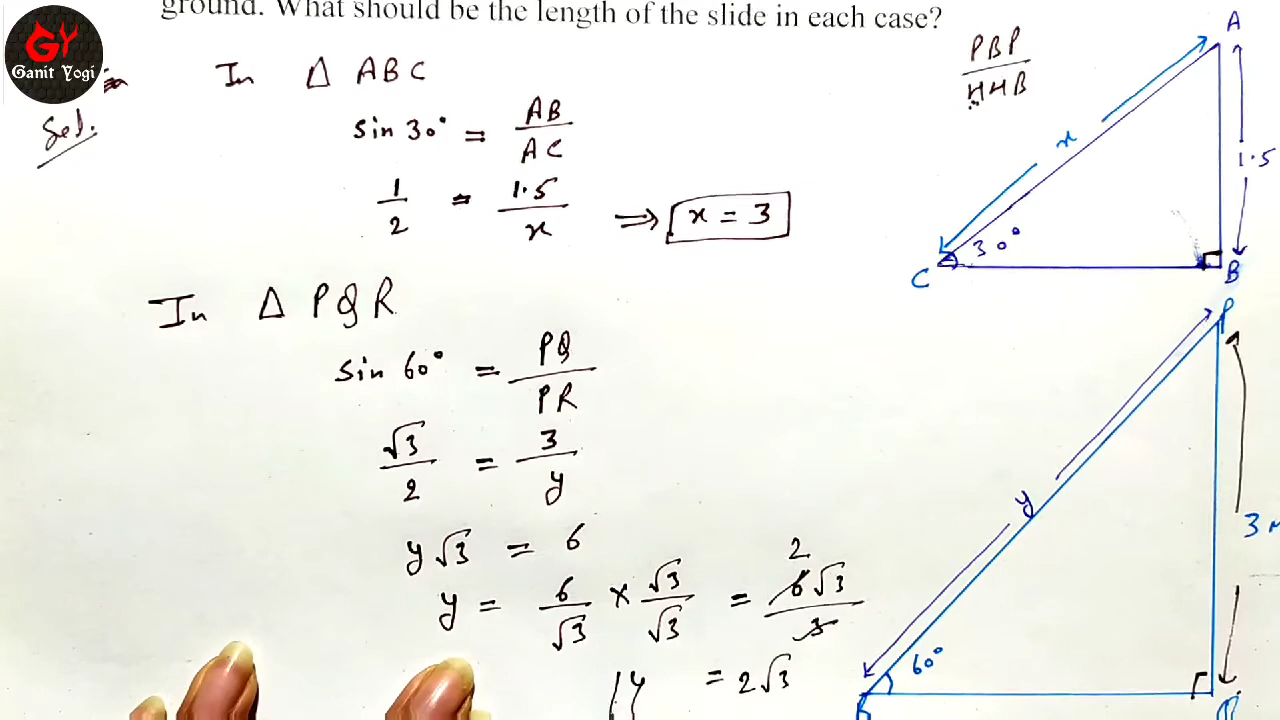 ground. What should be the length of the slide in each case?
GY
Ganit Yogi
Sol.
In Δ ABC
sin 30° = AB/AC
1/2 = 1.5/x ⟹ x = 3
In Δ PQR
sin 60° = PQ/PR
√3/2 = 3/y
y√3 = 6
y = 6/√3 × √3/√3 = 6√3/3
2
= 2√3
PBP
HHB
A
x
1.5
30°
C
B
P
y
3
60°